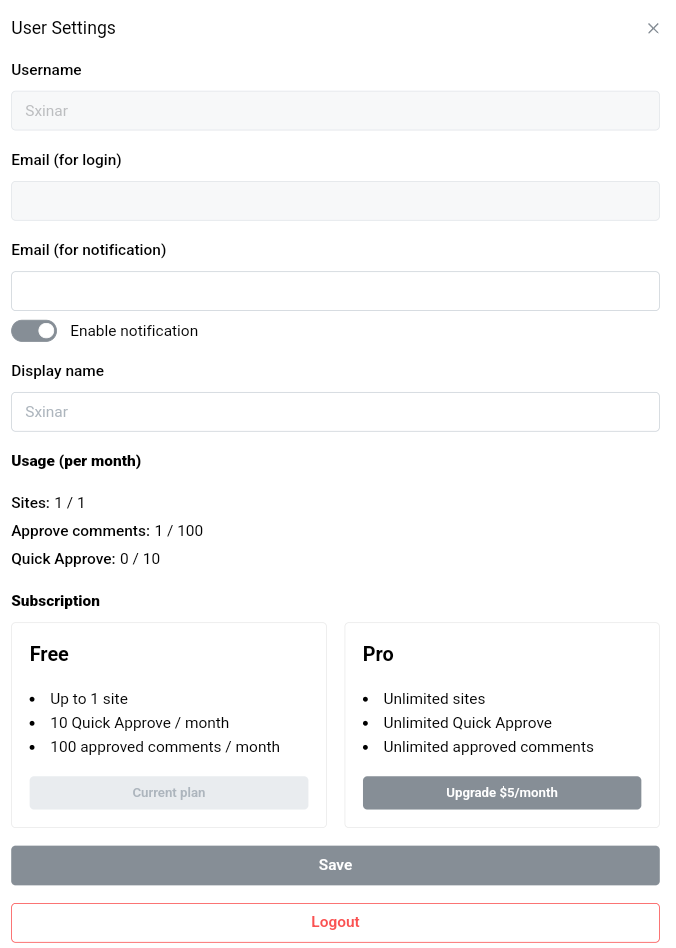 User Settings
Username
Sxinar
Email (for login)
Email (for notification)
Enable notification
Display name
Sxinar
Usage (per month)
Sites: 1 / 1
Approve comments: 1 / 100
Quick Approve: 0 / 10
Subscription
Free
Up to 1 site
10 Quick Approve / month
100 approved comments / month
Current plan
Pro
Unlimited sites
Unlimited Quick Approve
Unlimited approved comments
Upgrade $5/month
Save
Logout